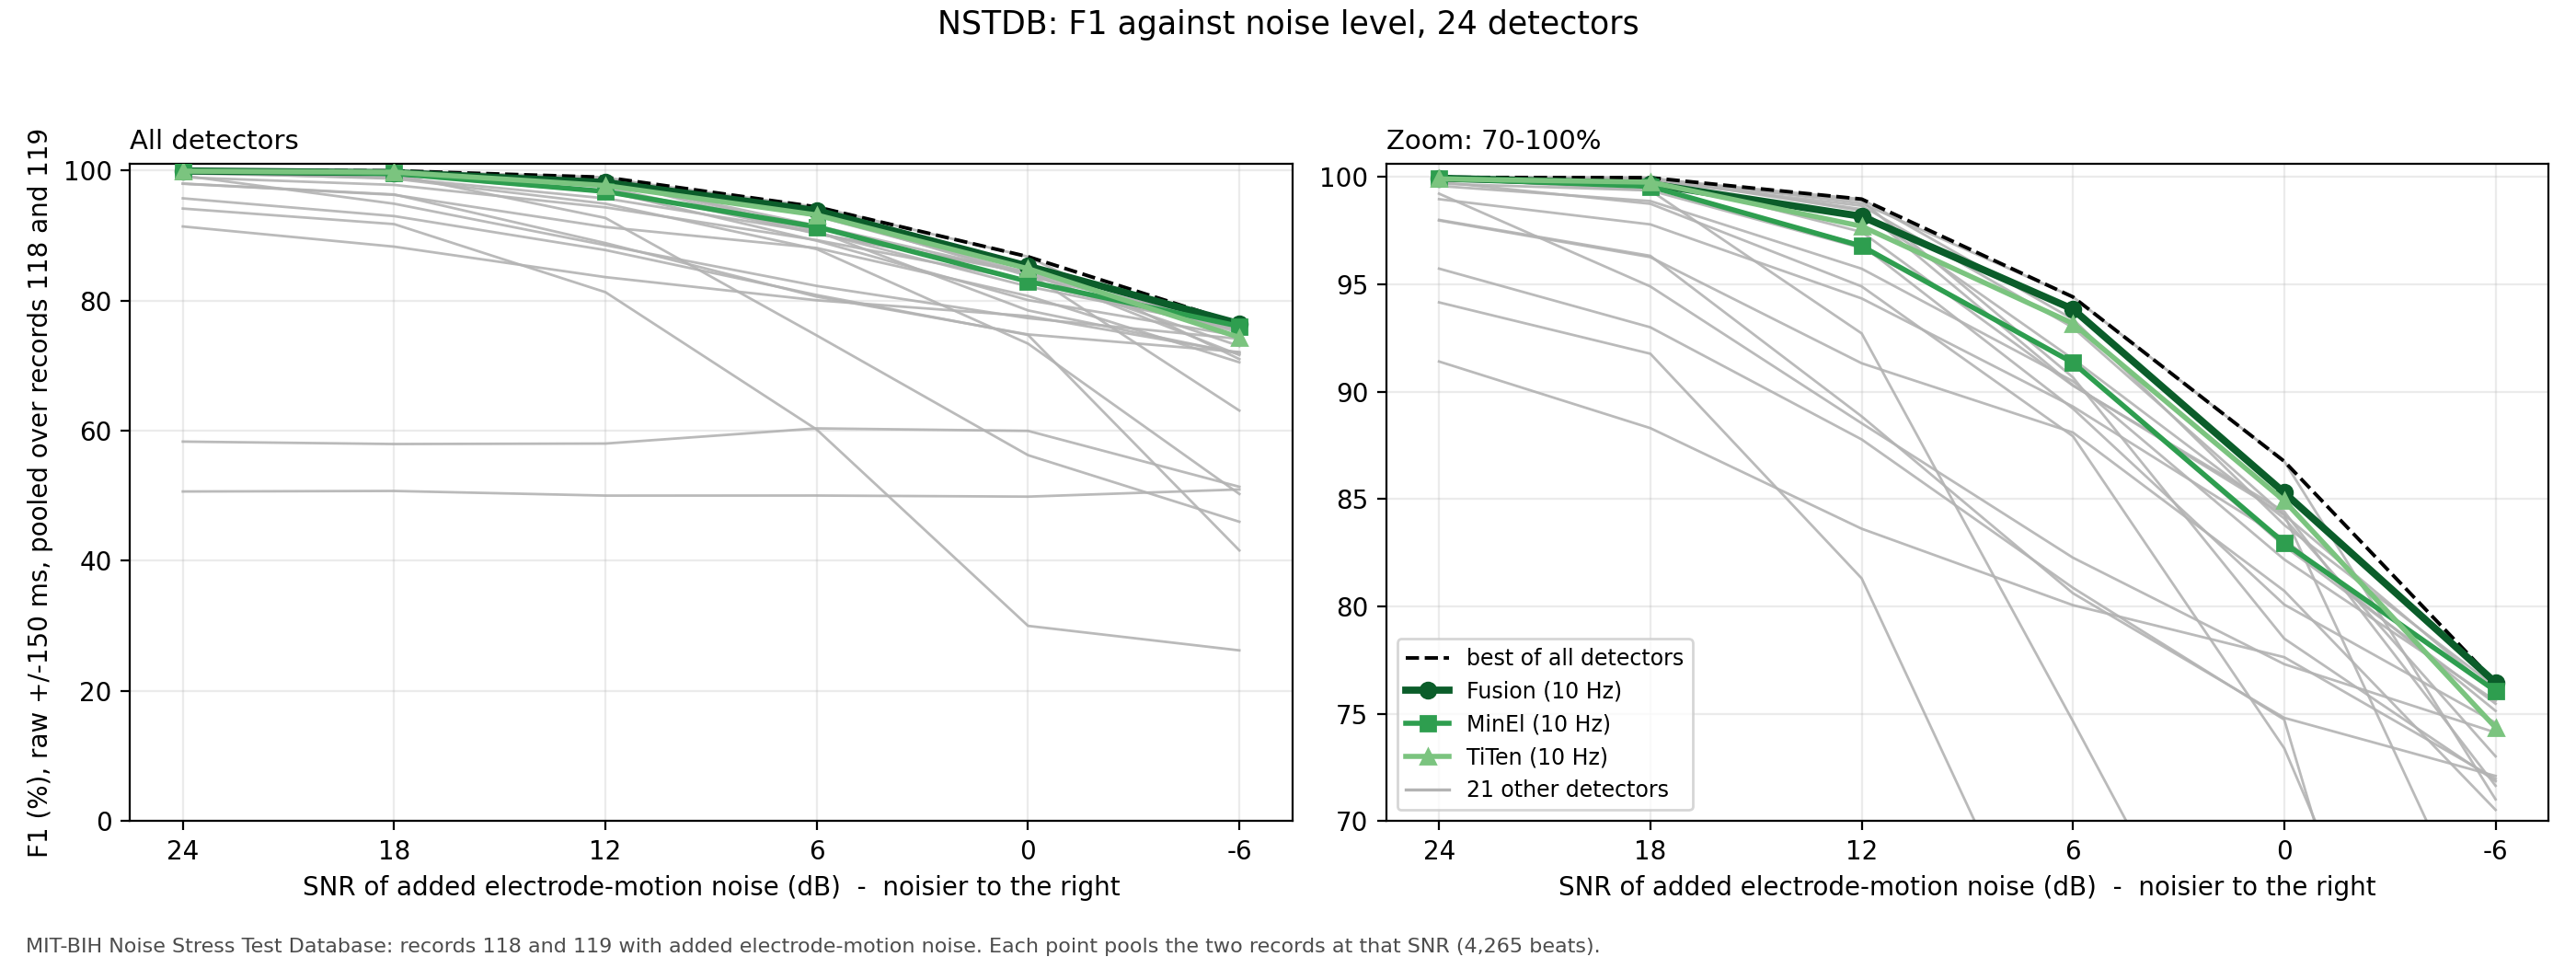 NSTDB: F1 against noise level, 24 detectors
All detectors
F1 (%), raw +/-150 ms, pooled over records 118 and 119
100
80
60
40
20
0
24 18 12 6 0 -6
SNR of added electrode-motion noise (dB) - noisier to the right
Zoom: 70-100%
100
95
90
85
80
75
70
best of all detectors
Fusion (10 Hz)
MinEl (10 Hz)
TiTen (10 Hz)
21 other detectors
24 18 12 6 0 -6
SNR of added electrode-motion noise (dB) - noisier to the right
MIT-BIH Noise Stress Test Database: records 118 and 119 with added electrode-motion noise. Each point pools the two records at that SNR (4,265 beats).